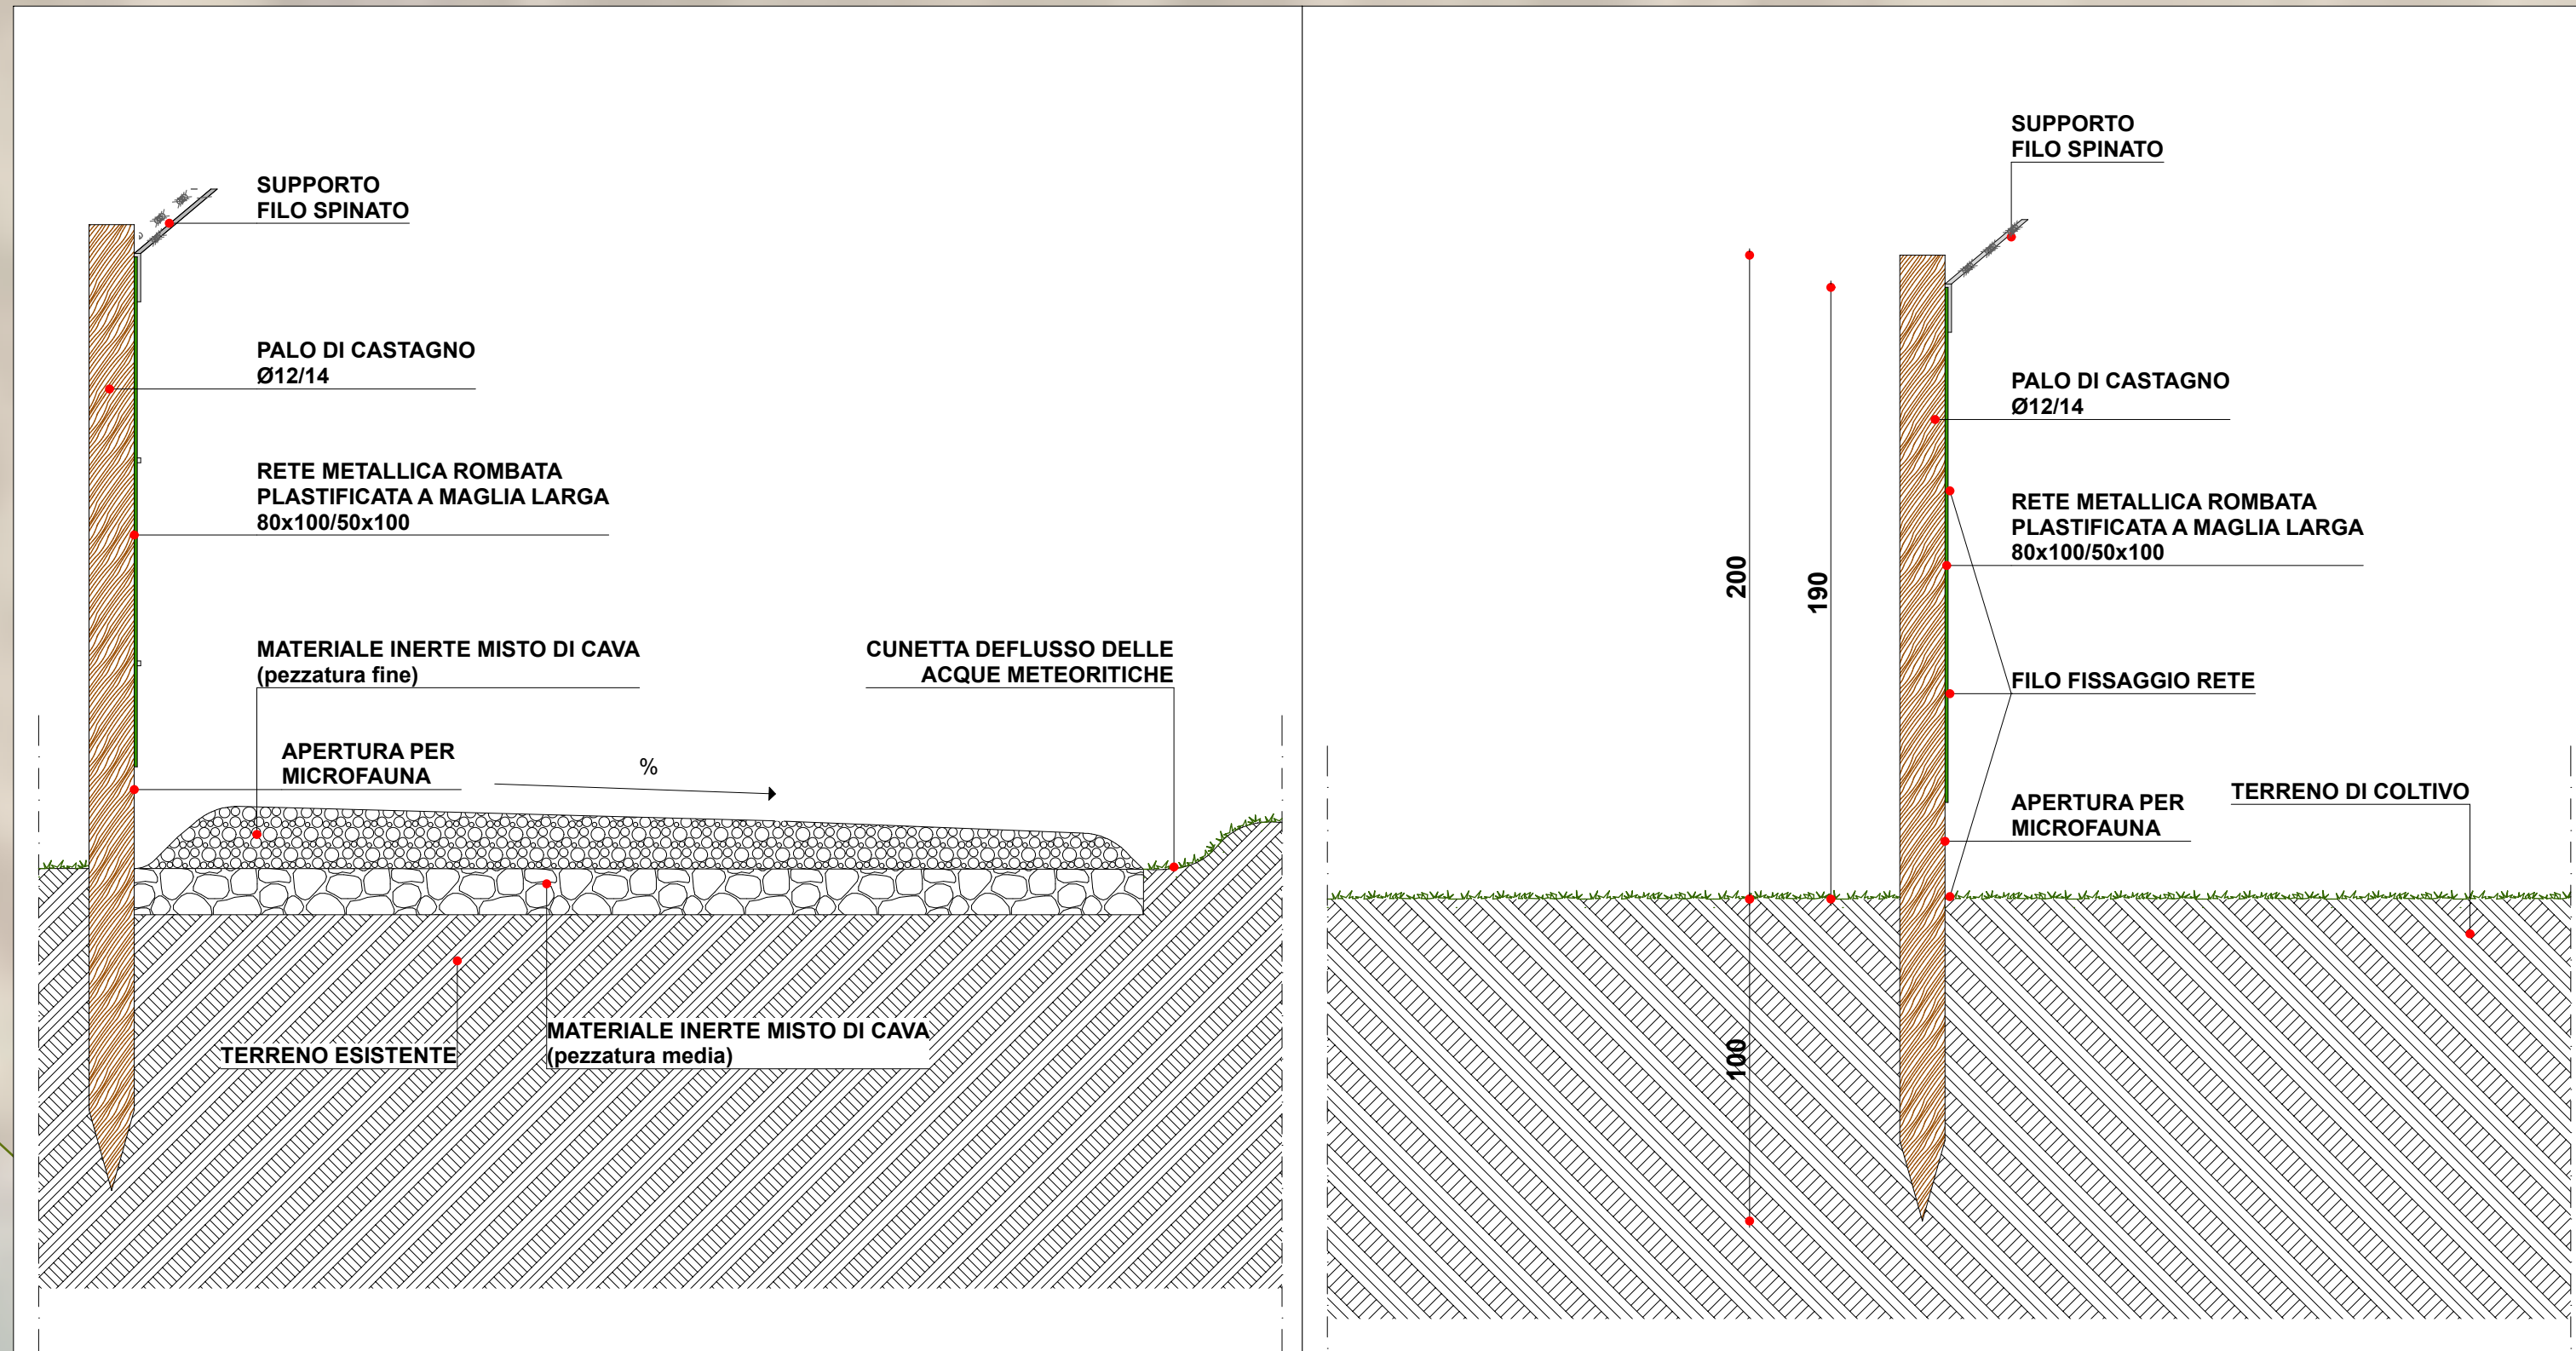 SUPPORTO
FILO SPINATO
PALO DI CASTAGNO
Ø12/14
RETE METALLICA ROMBATA
PLASTIFICATA A MAGLIA LARGA
80x100/50x100
MATERIALE INERTE MISTO DI CAVA
(pezzatura fine)
CUNETTA DEFLUSSO DELLE
ACQUE METEORITICHE
APERTURA PER
MICROFAUNA
%
TERRENO ESISTENTE
MATERIALE INERTE MISTO DI CAVA
(pezzatura media)
SUPPORTO
FILO SPINATO
PALO DI CASTAGNO
Ø12/14
RETE METALLICA ROMBATA
PLASTIFICATA A MAGLIA LARGA
80x100/50x100
200
190
FILO FISSAGGIO RETE
TERRENO DI COLTIVO
APERTURA PER
MICROFAUNA
100